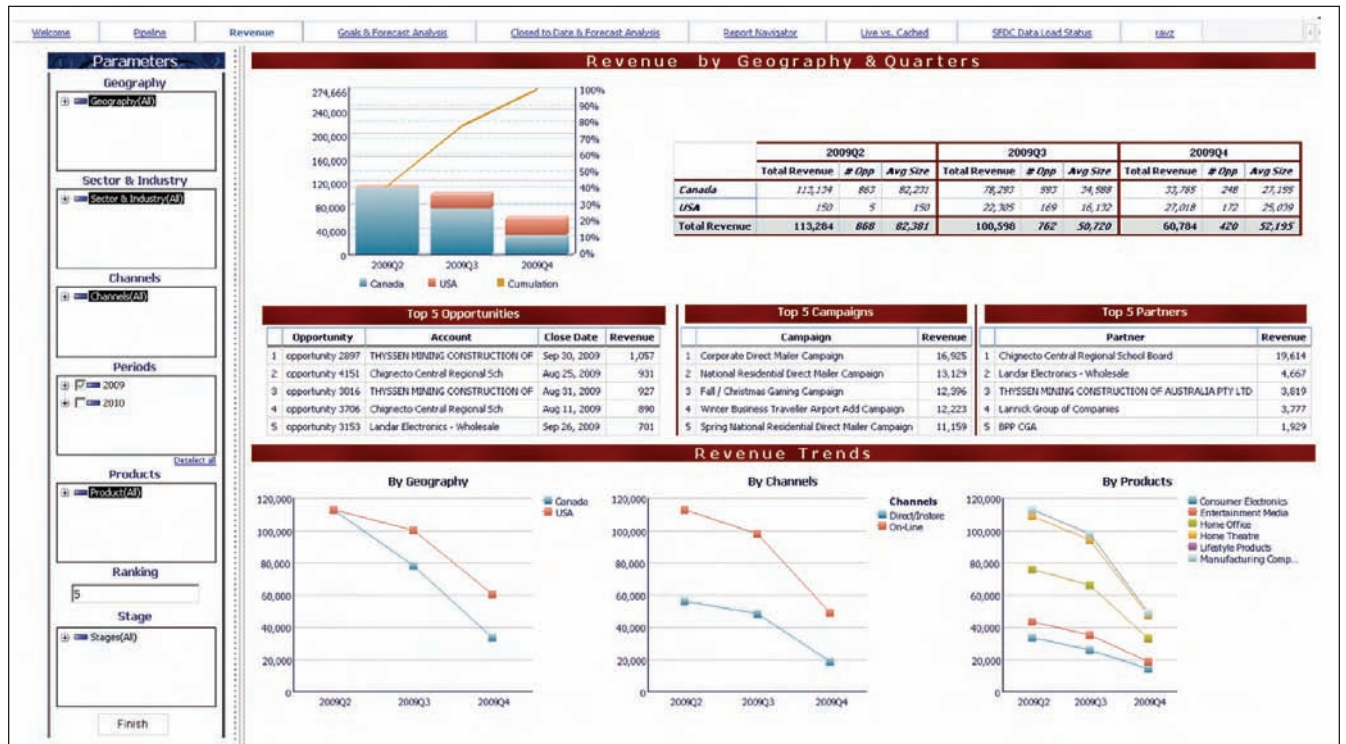 Welcome Pipeline Revenue Goals & Forecast Analysis Closed to Date & Forecast Analysis Report Navigator Live vs. Cached SFDC Data Load Status
Parameters
Geography
Geography(All)
Sector & Industry
Sector & Industry(All)
Channels
Channels(All)
Periods
2009
2010
Deselect all
Products
Product(All)
Ranking
5
Stage
Stages(All)
Finish
Revenue by Geography & Quarters
274,665
240,000
200,000
160,000
120,000
80,000
40,000
0
100%
90%
80%
70%
60%
50%
40%
30%
20%
10%
0%
2009Q2 2009Q3 2009Q4
Canada USA Cumulation
2009Q2 2009Q3 2009Q4
Total Revenue # Opp Avg Size Total Revenue # Opp Avg Size Total Revenue # Opp Avg Size
Canada 113,134 863 82,231 78,293 593 34,588 33,765 248 27,155
USA 150 5 150 22,305 169 16,132 27,018 172 25,039
Total Revenue 113,284 868 82,381 100,598 762 50,720 60,784 420 52,195
Top 5 Opportunities
Opportunity Account Close Date Revenue
1 opportunity 2897 THYSSEN MINING CONSTRUCTION OF Sep 30, 2009 1,057
2 opportunity 4151 Chignecto Central Regional Sch Aug 25, 2009 931
3 opportunity 3016 THYSSEN MINING CONSTRUCTION OF Aug 31, 2009 927
4 opportunity 3706 Chignecto Central Regional Sch Aug 11, 2009 890
5 opportunity 3153 Landar Electronics - Wholesale Sep 26, 2009 701
Top 5 Campaigns
Campaign Revenue
1 Corporate Direct Mailer Campaign 16,925
2 National Residential Direct Mailer Campaign 13,129
3 Fall / Christmas Gaming Campaign 12,396
4 Winter Business Traveller Airport Add Campaign 12,223
5 Spring National Residential Direct Mailer Campaign 11,159
Top 5 Partners
Partner Revenue
1 Chignecto Central Regional School Board 19,614
2 Landar Electronics - Wholesale 4,667
3 THYSSEN MINING CONSTRUCTION OF AUSTRALIA PTY LTD 3,819
4 Lannick Group of Companies 3,777
5 BPP CGA 1,929
Revenue Trends
By Geography
120,000
100,000
80,000
60,000
40,000
20,000
0
2009Q2 2009Q3 2009Q4
Canada
USA
By Channels
120,000
100,000
80,000
60,000
40,000
20,000
0
2009Q2 2009Q3 2009Q4
Channels
Direct/Instore
On-Line
By Products
120,000
100,000
80,000
60,000
40,000
20,000
0
2009Q2 2009Q3 2009Q4
Consumer Electronics
Entertainment Media
Home Office
Home Theatre
Lifestyle Products
Manufacturing Comp...